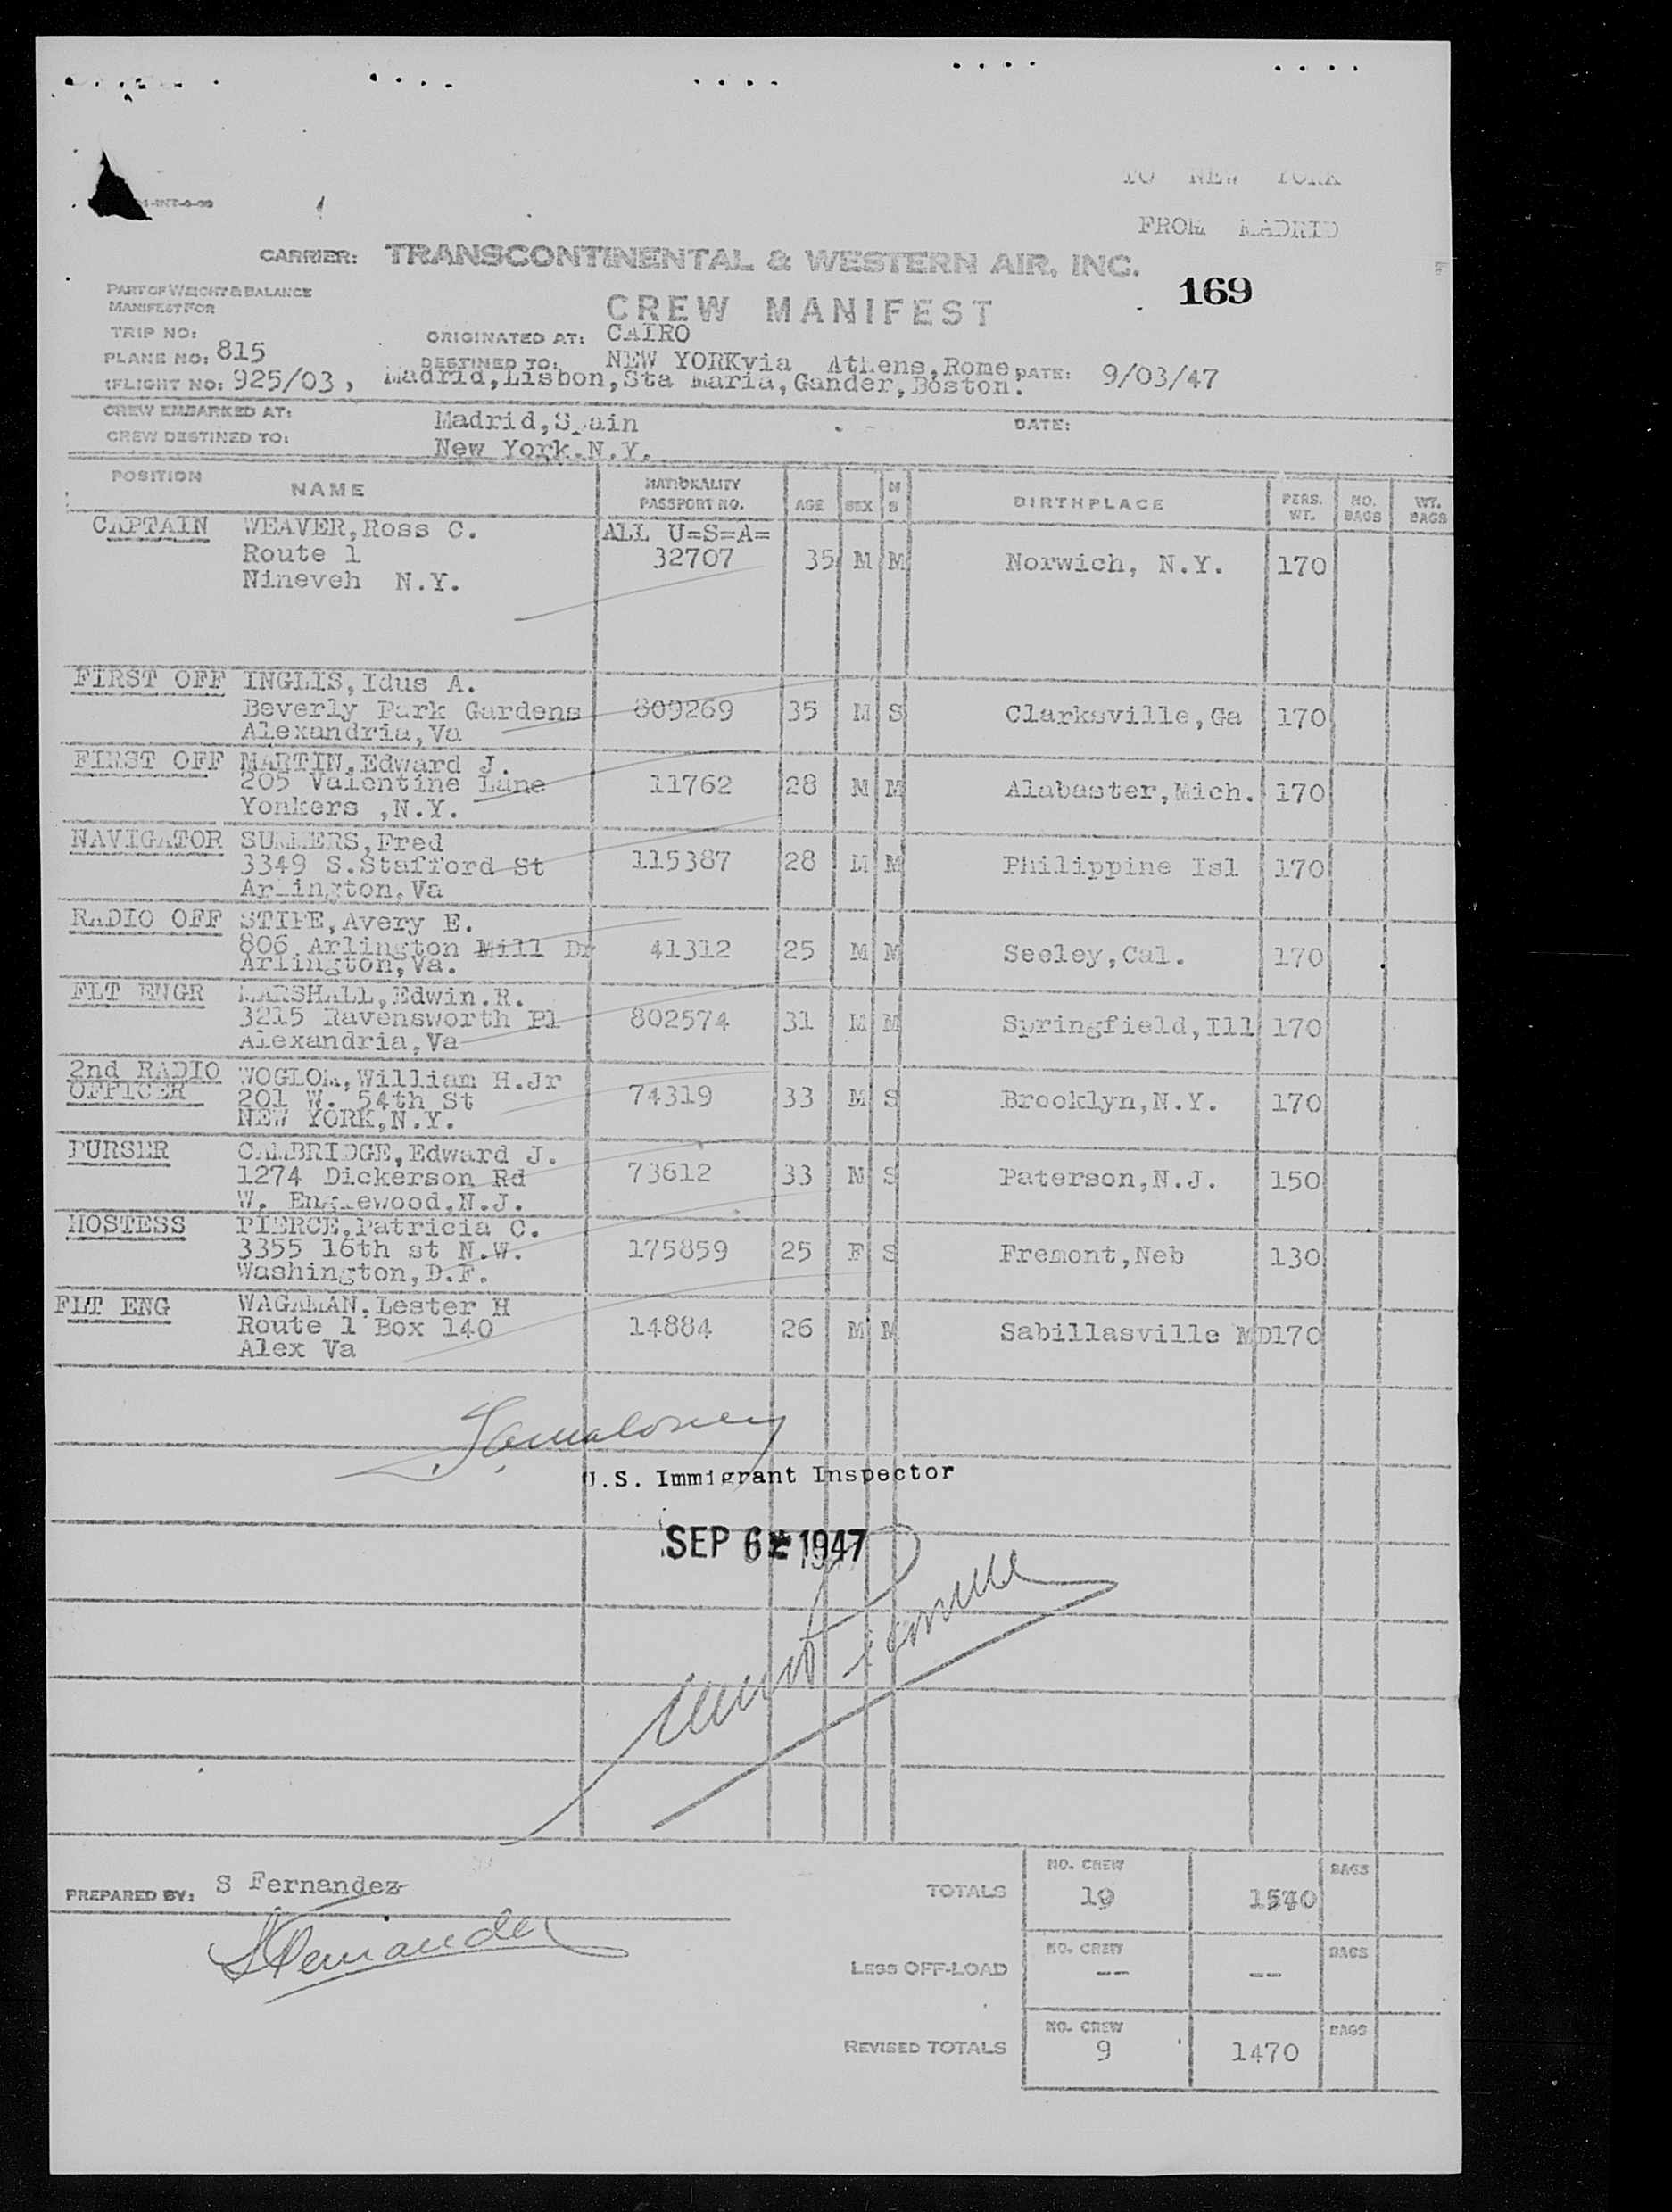 TO NEW YORK
FROM MADRID
CARRIER: TRANSCONTINENTAL & WESTERN AIR, INC.
169
PART OF WEIGHT & BALANCE
MANIFEST FOR
CREW MANIFEST
TRIP NO:
ORIGINATED AT: CAIRO
PLANE NO: 815
DESTINED TO: NEW YORKvia Athens,Rome DATE: 9/03/47
FLIGHT NO: 925/03, Madrid,Lisbon,Sta Maria,Gander,Boston.
CREW EMBARKED AT: Madrid,Spain DATE:
CREW DESTINED TO: New York.N.Y.
POSITION NAME NATIONALITY PASSPORT NO. AGE SEX M S BIRTHPLACE PERS. WT. NO. BAGS WT. BAGS
CAPTAIN WEAVER,Ross C. ALL U=S=A=
Route 1 32707 35 M M Norwich, N.Y. 170
Nineveh N.Y.
FIRST OFF INGLIS,Idus A.
Beverly Park Gardens 809269 35 M S Clarksville,Ga 170
Alexandria,Va
FIRST OFF MARTIN,Edward J.
205 Valentine Lane 11762 28 M M Alabaster,Mich. 170
Yonkers ,N.Y.
NAVIGATOR SUMMERS,Fred
3349 S.Stafford St 115387 28 M M Philippine Isl 170
Arlington,Va
RADIO OFF STIPE,Avery E.
806 Arlington Mill Dr 41312 25 M M Seeley,Cal. 170
Arlington,Va.
FLT ENGR MARSHALL,Edwin.R.
3215 Ravensworth Pl 802574 31 M M Springfield,Ill 170
Alexandria,Va
2nd RADIO WOGLOM,William H.Jr
OFFICER 201 W. 54th St 74319 33 M S Brooklyn,N.Y. 170
NEW YORK,N.Y.
PURSER CAMBRIDGE,Edward J.
1274 Dickerson Rd 73612 33 M S Paterson,N.J. 150
W. Englewood,N.J.
HOSTESS PIERCE,Patricia C.
3355 16th st N.W. 175859 25 F S Fremont,Neb 130
Washington,D.F.
FLT ENG WAGAMAN,Lester H
Route 1 Box 140 14884 26 M M Sabillasville MD170
Alex Va
U.S. Immigrant Inspector
SEP 6 1947
PREPARED BY: S Fernandez
SFernandez
NO. CREW BAGS
TOTALS 10 1540
NO. CREW BAGS
LESS OFF-LOAD -- --
NO. CREW BAGS
REVISED TOTALS 9 1470